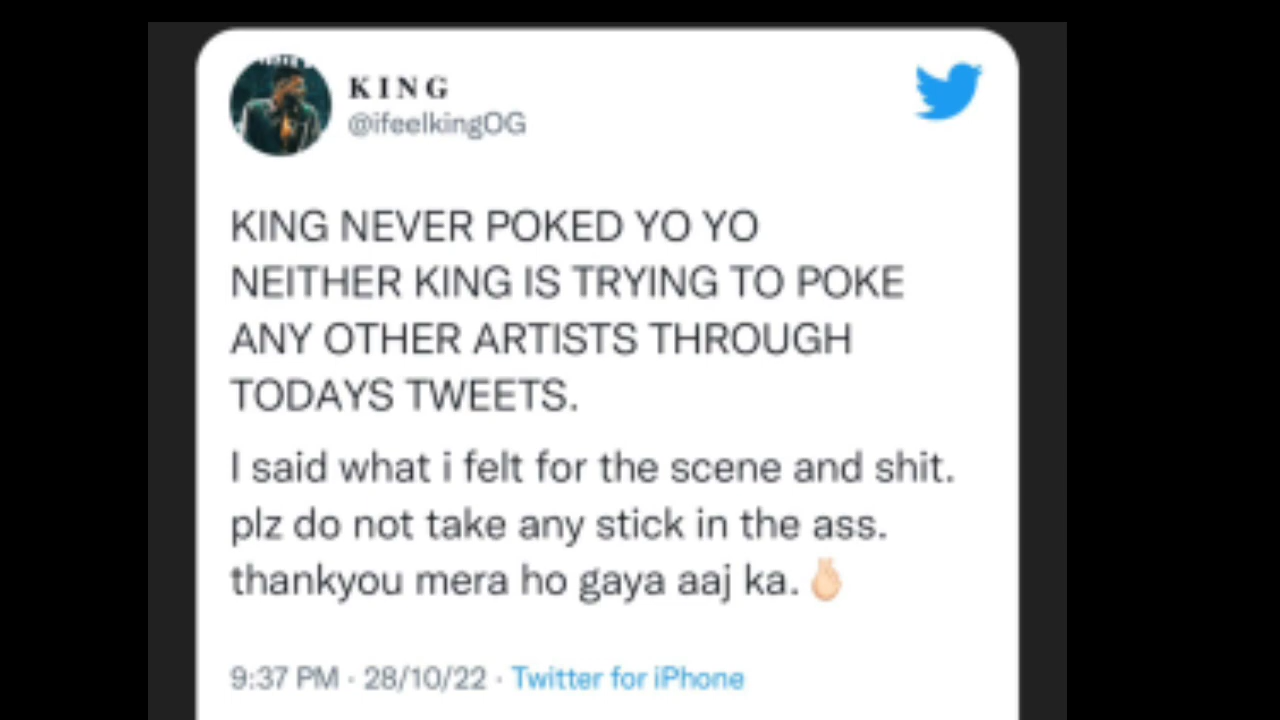 KING
@ifeelkingOG
KING NEVER POKED YO YO
NEITHER KING IS TRYING TO POKE
ANY OTHER ARTISTS THROUGH
TODAYS TWEETS.
I said what i felt for the scene and shit.
plz do not take any stick in the ass.
thankyou mera ho gaya aaj ka.🤞🏻
9:37 PM · 28/10/22 · Twitter for iPhone